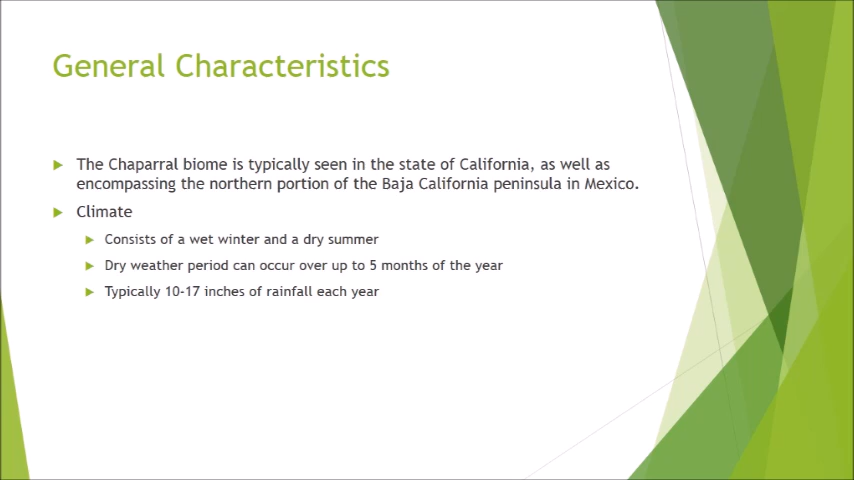 General Characteristics
The Chaparral biome is typically seen in the state of California, as well as
encompassing the northern portion of the Baja California peninsula in Mexico.
Climate
Consists of a wet winter and a dry summer
Dry weather period can occur over up to 5 months of the year
Typically 10-17 inches of rainfall each year